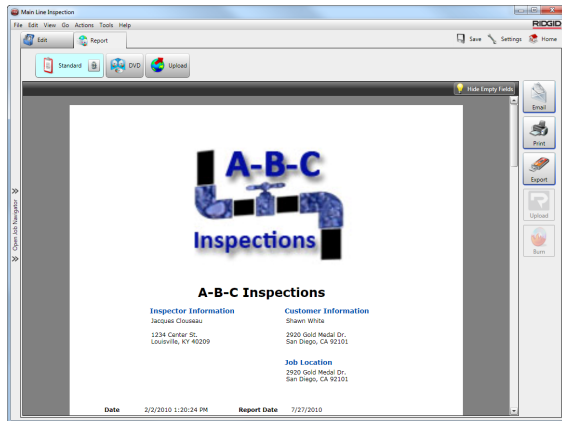 Main Line Inspection
File Edit View Go Actions Tools Help
RIDGID
Edit Report Save Settings Home
Standard DVD Upload
Hide Empty Fields
Email
Print
Export
Upload
Burn
Open Job Navigator
A-B-C
Inspections
A-B-C Inspections
Inspector Information Customer Information
Jacques Clouseau Shawn White
1234 Center St. 2920 Gold Medal Dr.
Louisville, KY 40209 San Diego, CA 92101
Job Location
2920 Gold Medal Dr.
San Diego, CA 92101
Date 2/2/2010 1:20:24 PM Report Date 7/27/2010